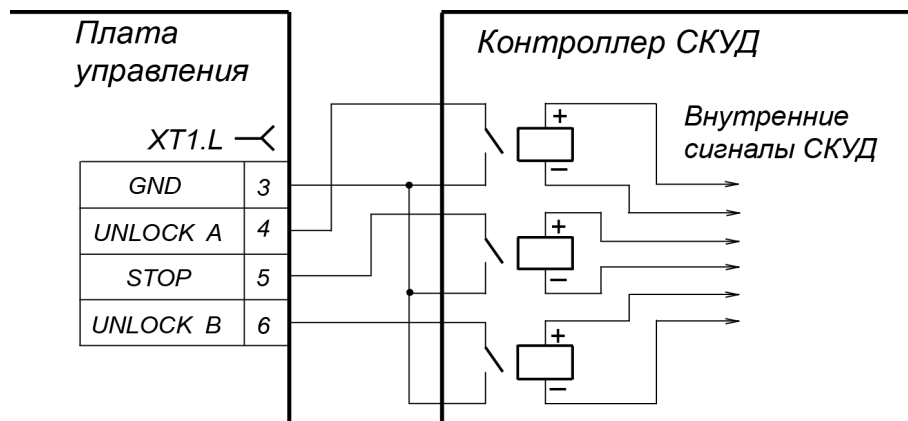 Плата
управления
Контроллер СКУД
XT1.L
GND 3
UNLOCK A 4
STOP 5
UNLOCK B 6
Внутренние
сигналы СКУД
+
−
+
−
+
−